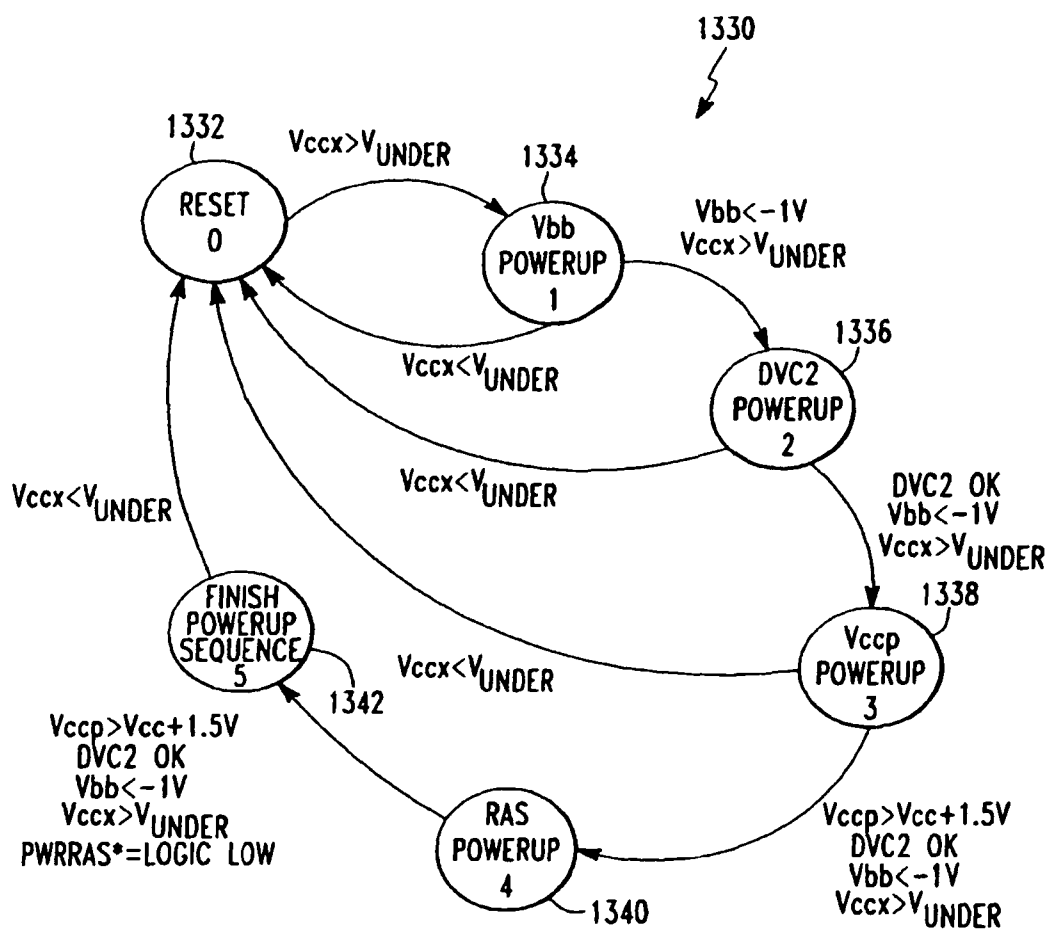 1330
1332
Vccx>VUNDER
1334
RESET
0
Vbb
POWERUP
1
Vbb<-1V
Vccx>VUNDER
1336
Vccx<VUNDER
DVC2
POWERUP
2
Vccx<VUNDER
DVC2 OK
Vbb<-1V
Vccx>VUNDER
Vccx<VUNDER
1338
FINISH
POWERUP
SEQUENCE
5
Vccp
POWERUP
3
Vccx<VUNDER
1342
Vccp>Vcc+1.5V
DVC2 OK
Vbb<-1V
Vccx>VUNDER
PWRRAS*=LOGIC LOW
RAS
POWERUP
4
1340
Vccp>Vcc+1.5V
DVC2 OK
Vbb<-1V
Vccx>VUNDER